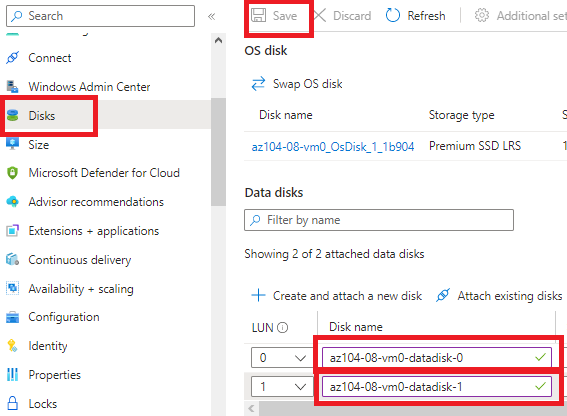 Search
«
Connect
Windows Admin Center
Disks
Size
Microsoft Defender for Cloud
Advisor recommendations
Extensions + applications
Continuous delivery
Availability + scaling
Configuration
Identity
Properties
Locks
Save Discard Refresh Additional set
OS disk
Swap OS disk
Disk name Storage type S
az104-08-vm0_OsDisk_1_1b904 Premium SSD LRS 1
Data disks
Filter by name
Showing 2 of 2 attached data disks
Create and attach a new disk Attach existing disks
LUN Disk name
0 az104-08-vm0-datadisk-0
1 az104-08-vm0-datadisk-1